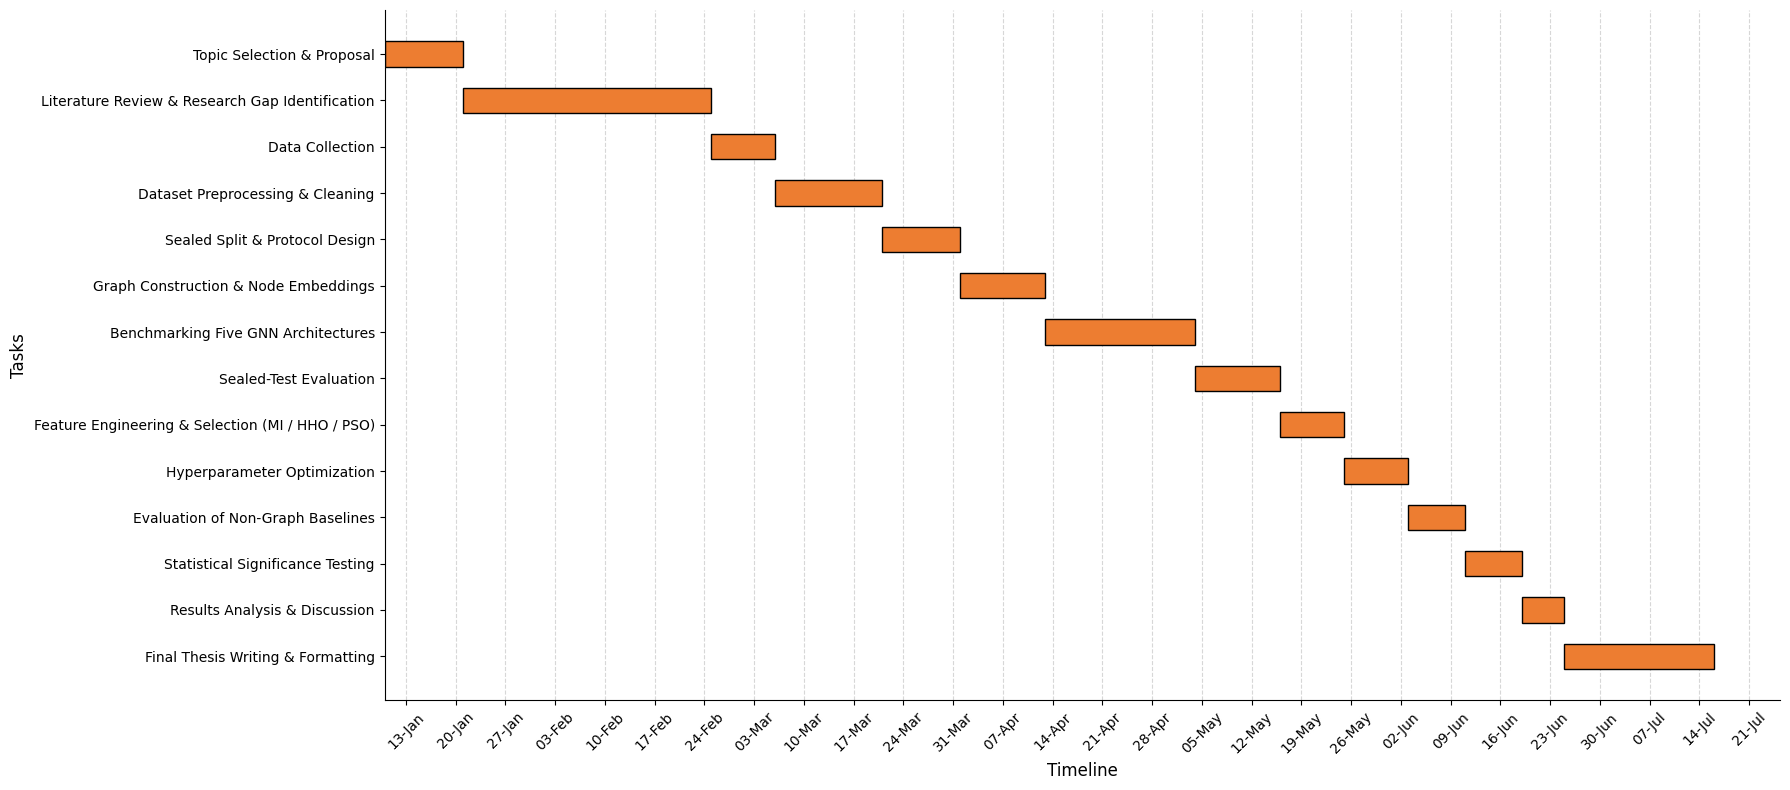 Topic Selection & Proposal
Literature Review & Research Gap Identification
Data Collection
Dataset Preprocessing & Cleaning
Sealed Split & Protocol Design
Graph Construction & Node Embeddings
Benchmarking Five GNN Architectures
Sealed-Test Evaluation
Feature Engineering & Selection (MI / HHO / PSO)
Hyperparameter Optimization
Evaluation of Non-Graph Baselines
Statistical Significance Testing
Results Analysis & Discussion
Final Thesis Writing & Formatting
Tasks
13-Jan
20-Jan
27-Jan
03-Feb
10-Feb
17-Feb
24-Feb
03-Mar
10-Mar
17-Mar
24-Mar
31-Mar
07-Apr
14-Apr
21-Apr
28-Apr
05-May
12-May
19-May
26-May
02-Jun
09-Jun
16-Jun
23-Jun
30-Jun
07-Jul
14-Jul
21-Jul
Timeline